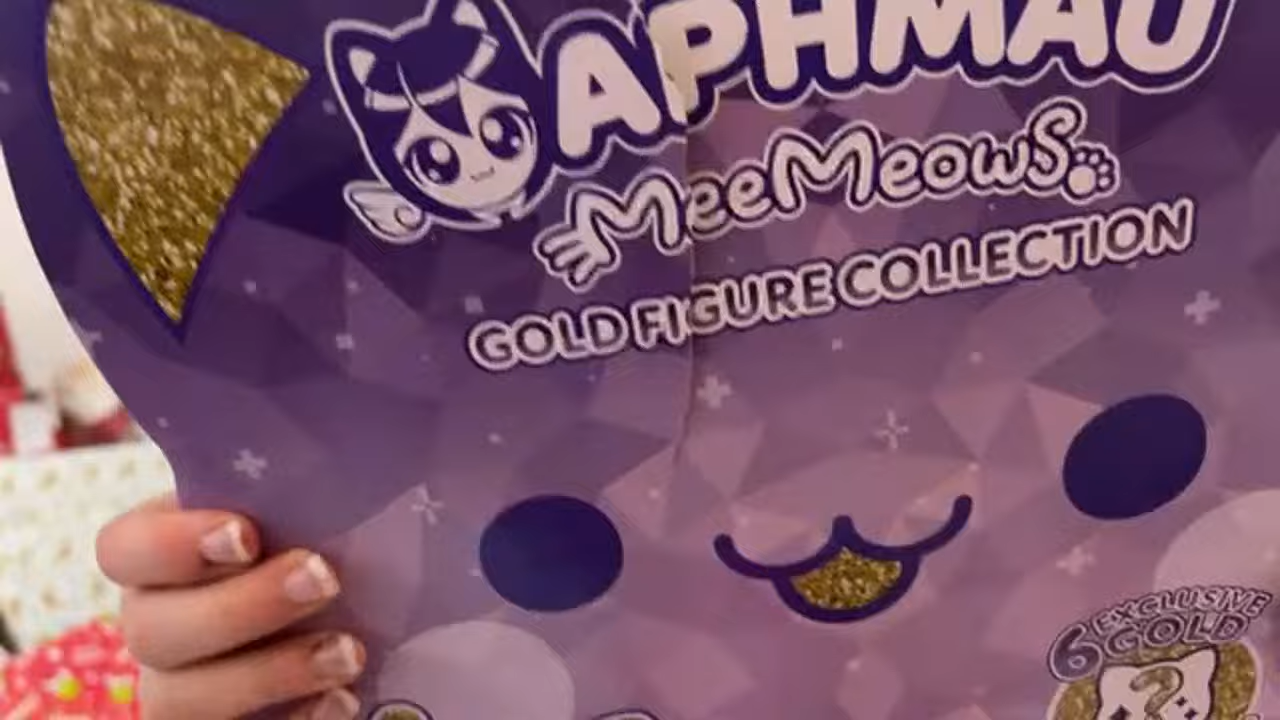 APHMAU
MeeMeows
GOLD FIGURE COLLECTION
6 EXCLUSIVE
GOLD
?